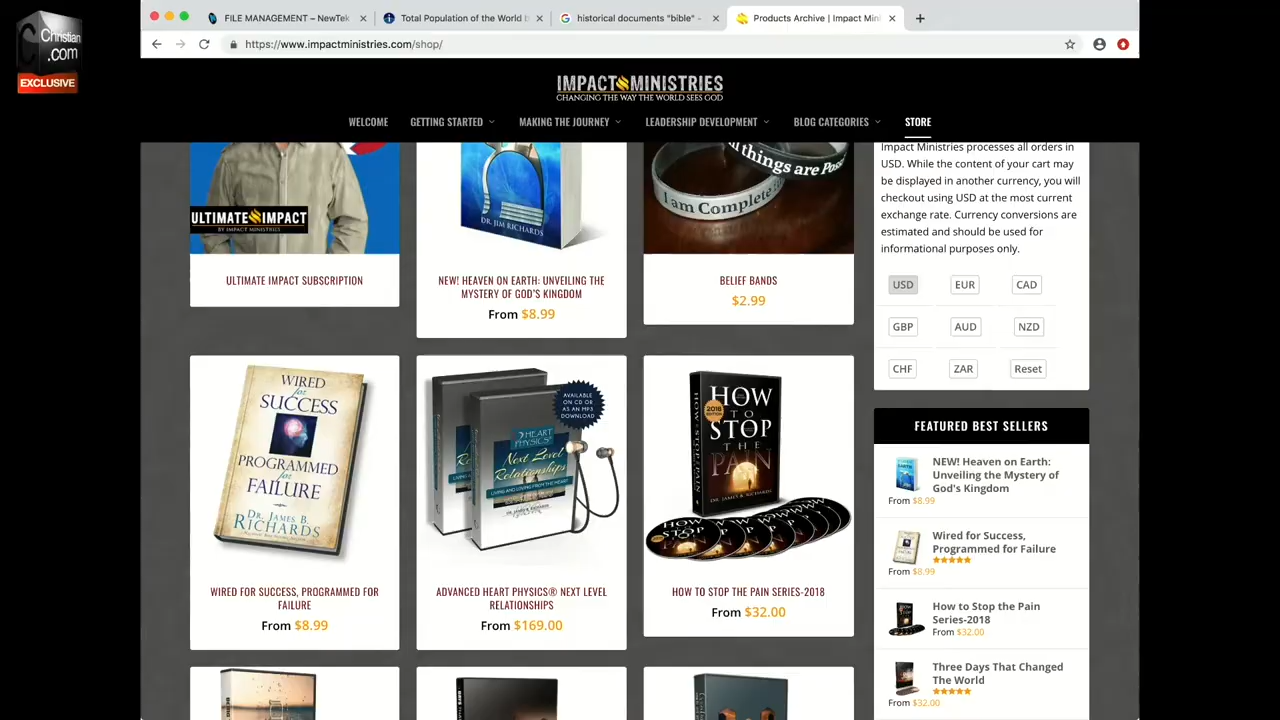 Christian
.com
EXCLUSIVE
FILE MANAGEMENT – NewTek
Total Population of the World b
historical documents "bible" -
Products Archive | Impact Mini
https://www.impactministries.com/shop/
IMPACT MINISTRIES
CHANGING THE WAY THE WORLD SEES GOD
WELCOME
GETTING STARTED
MAKING THE JOURNEY
LEADERSHIP DEVELOPMENT
BLOG CATEGORIES
STORE
ULTIMATE IMPACT
BY IMPACT MINISTRIES
ULTIMATE IMPACT SUBSCRIPTION
DR. JIM RICHARDS
NEW! HEAVEN ON EARTH: UNVEILING THE
MYSTERY OF GOD'S KINGDOM
From $8.99
things are Pos
I am Complete
BELIEF BANDS
$2.99
Impact Ministries processes all orders in
USD. While the content of your cart may
be displayed in another currency, you will
checkout using USD at the most current
exchange rate. Currency conversions are
estimated and should be used for
informational purposes only.
USD
EUR
CAD
GBP
AUD
NZD
CHF
ZAR
Reset
WIRED
for
SUCCESS
PROGRAMMED
for
FAILURE
DR. JAMES B.
RICHARDS
WIRED FOR SUCCESS, PROGRAMMED FOR
FAILURE
From $8.99
AVAILABLE
ON CD OR
AS AN MP3
DOWNLOAD
HEART PHYSICS
Next Level
Relationships
LIVING AND LOVING FROM THE HEART
ADVANCED HEART PHYSICS® NEXT LEVEL
RELATIONSHIPS
From $169.00
HOW
2018
EDITION
TO
STOP
THE
PAIN
DR. JAMES B. RICHARDS
HOW TO STOP THE PAIN SERIES-2018
From $32.00
FEATURED BEST SELLERS
NEW! Heaven on Earth:
Unveiling the Mystery of
God's Kingdom
From $8.99
Wired for Success,
Programmed for Failure
From $8.99
How to Stop the Pain
Series-2018
From $32.00
Three Days That Changed
The World
From $32.00